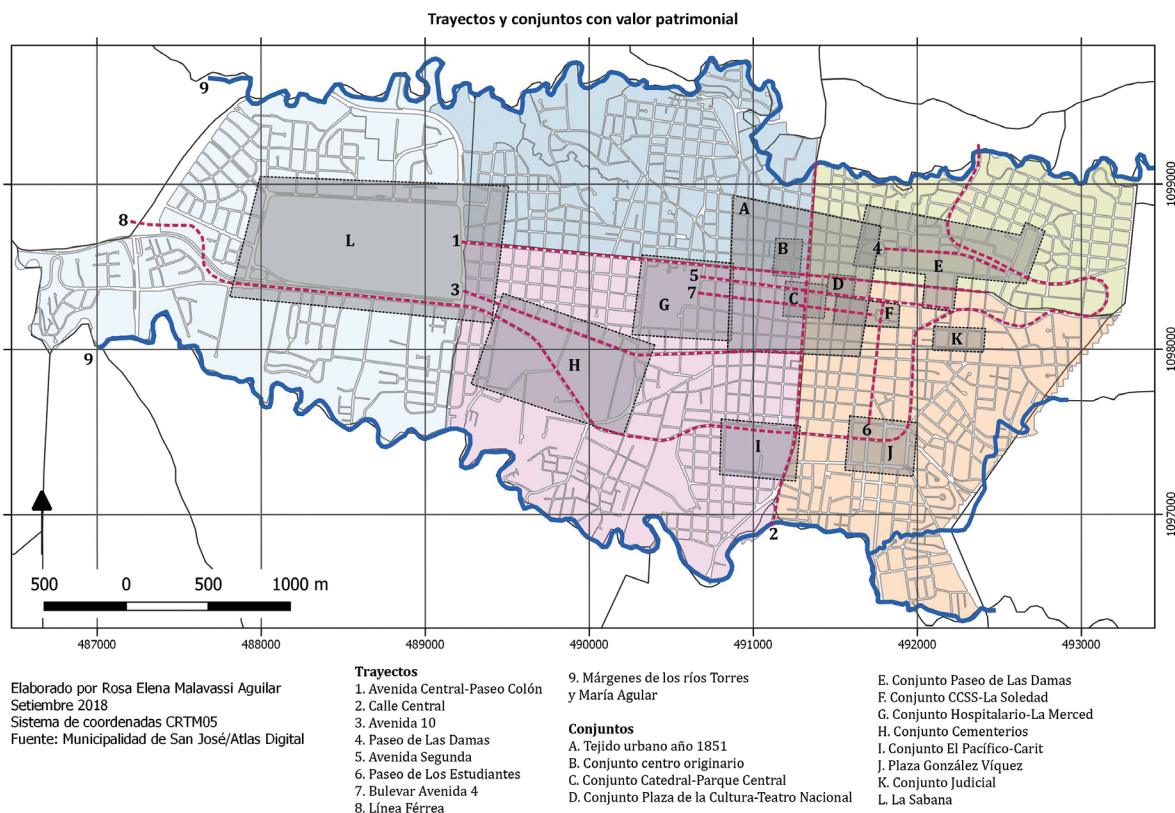 Trayectos y conjuntos con valor patrimonial
9
8
L
1
3
A
B
4
E
5
7
G
C
D
F
K
H
9
6
I
J
2
1099000
1098000
1097000
500 0 500 1000 m
487000 488000 489000 490000 491000 492000 493000
Elaborado por Rosa Elena Malavassi Aguilar
Setiembre 2018
Sistema de coordenadas CRTM05
Fuente: Municipalidad de San José/Atlas Digital
Trayectos
1. Avenida Central-Paseo Colón
2. Calle Central
3. Avenida 10
4. Paseo de Las Damas
5. Avenida Segunda
6. Paseo de Los Estudiantes
7. Bulevar Avenida 4
8. Línea Férrea
9. Márgenes de los ríos Torres
y María Agular
Conjuntos
A. Tejido urbano año 1851
B. Conjunto centro originario
C. Conjunto Catedral-Parque Central
D. Conjunto Plaza de la Cultura-Teatro Nacional
E. Conjunto Paseo de Las Damas
F. Conjunto CCSS-La Soledad
G. Conjunto Hospitalario-La Merced
H. Conjunto Cementerios
I. Conjunto El Pacífico-Carit
J. Plaza González Víquez
K. Conjunto Judicial
L. La Sabana